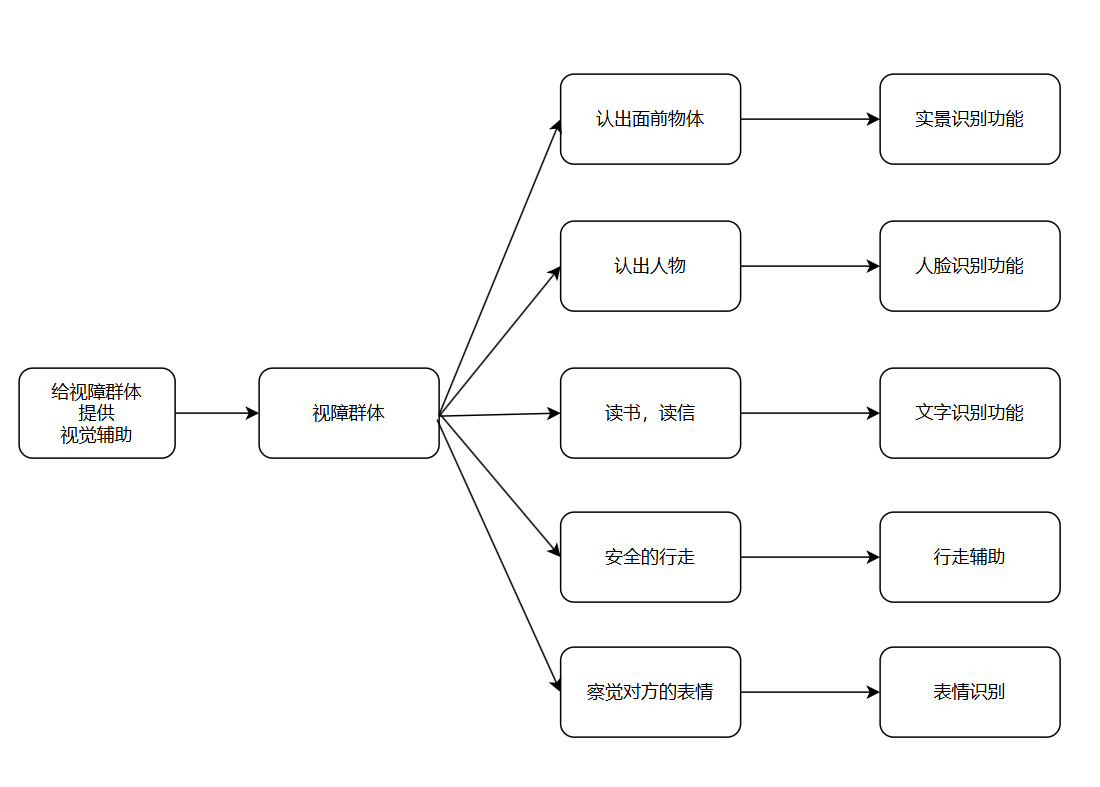 给视障群体
提供
视觉辅助
视障群体
认出面前物体
实景识别功能
认出人物
人脸识别功能
读书，读信
文字识别功能
安全的行走
行走辅助
察觉对方的表情
表情识别